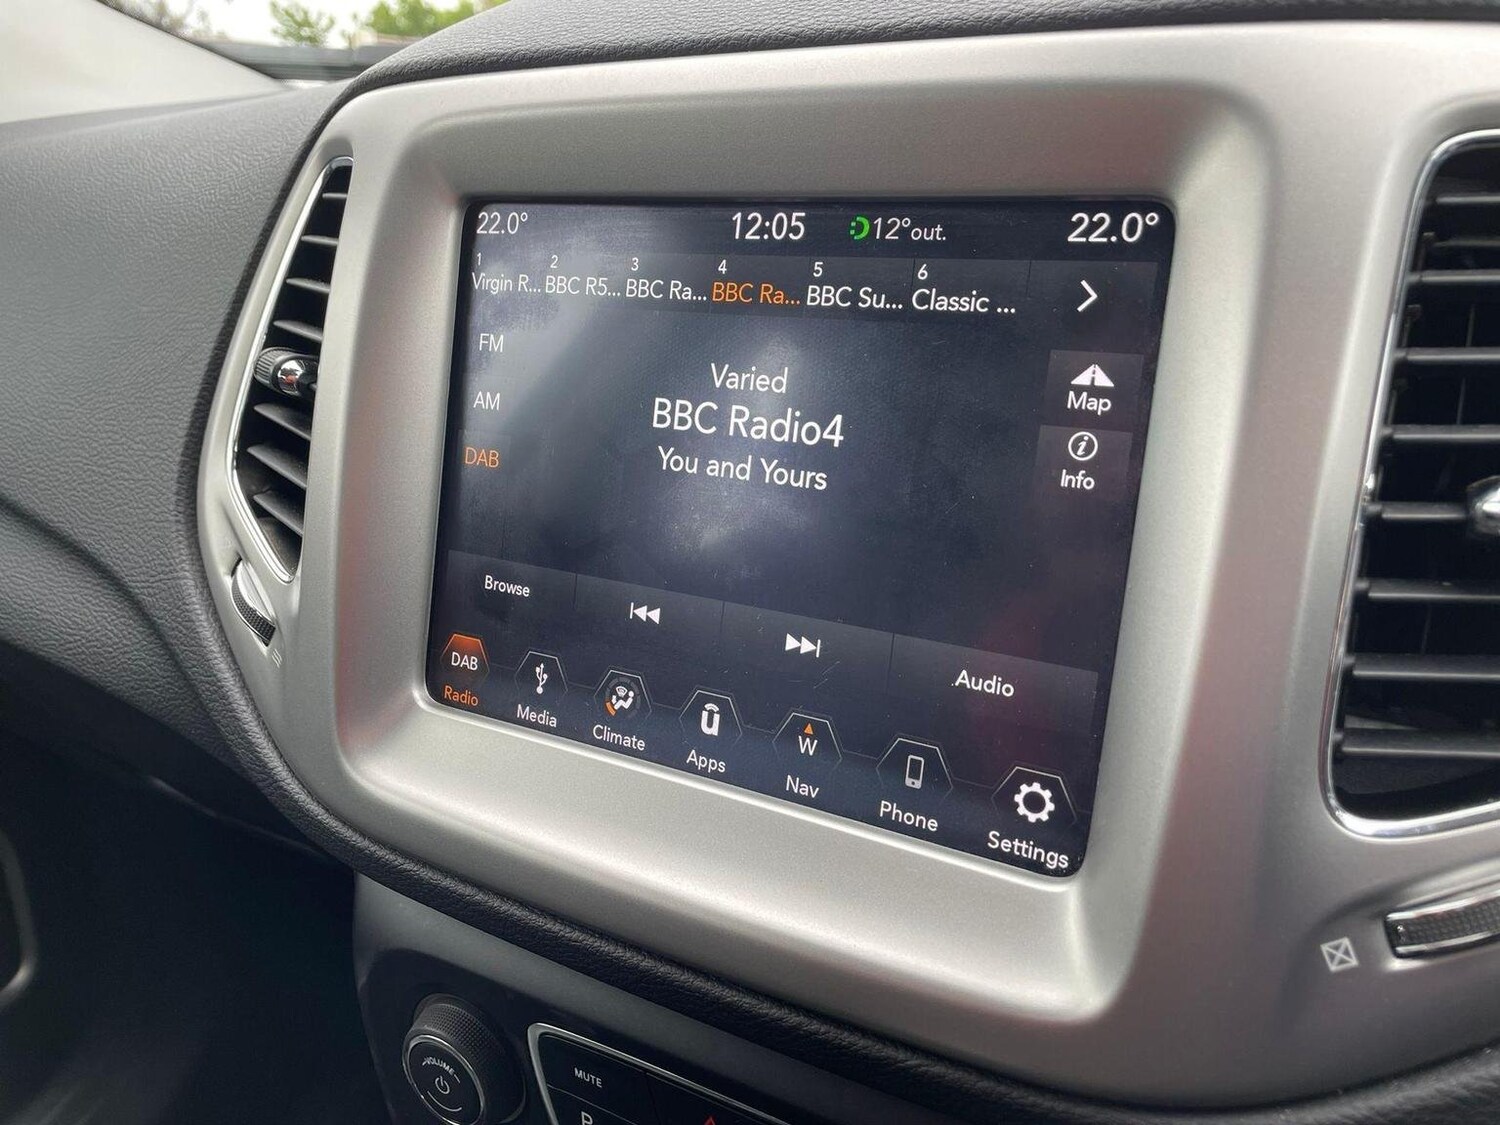 22.0° 12:05 12°out. 22.0°
1 2 3 4 5 6
Virgin R... BBC R5... BBC Ra... BBC Ra... BBC Su... Classic ...
FM
AM
DAB
Varied
BBC Radio4
You and Yours
Map
Info
Browse
Audio
DAB
Radio
Media
Climate
Apps
W
Nav
Phone
Settings
VOLUME
MUTE
P